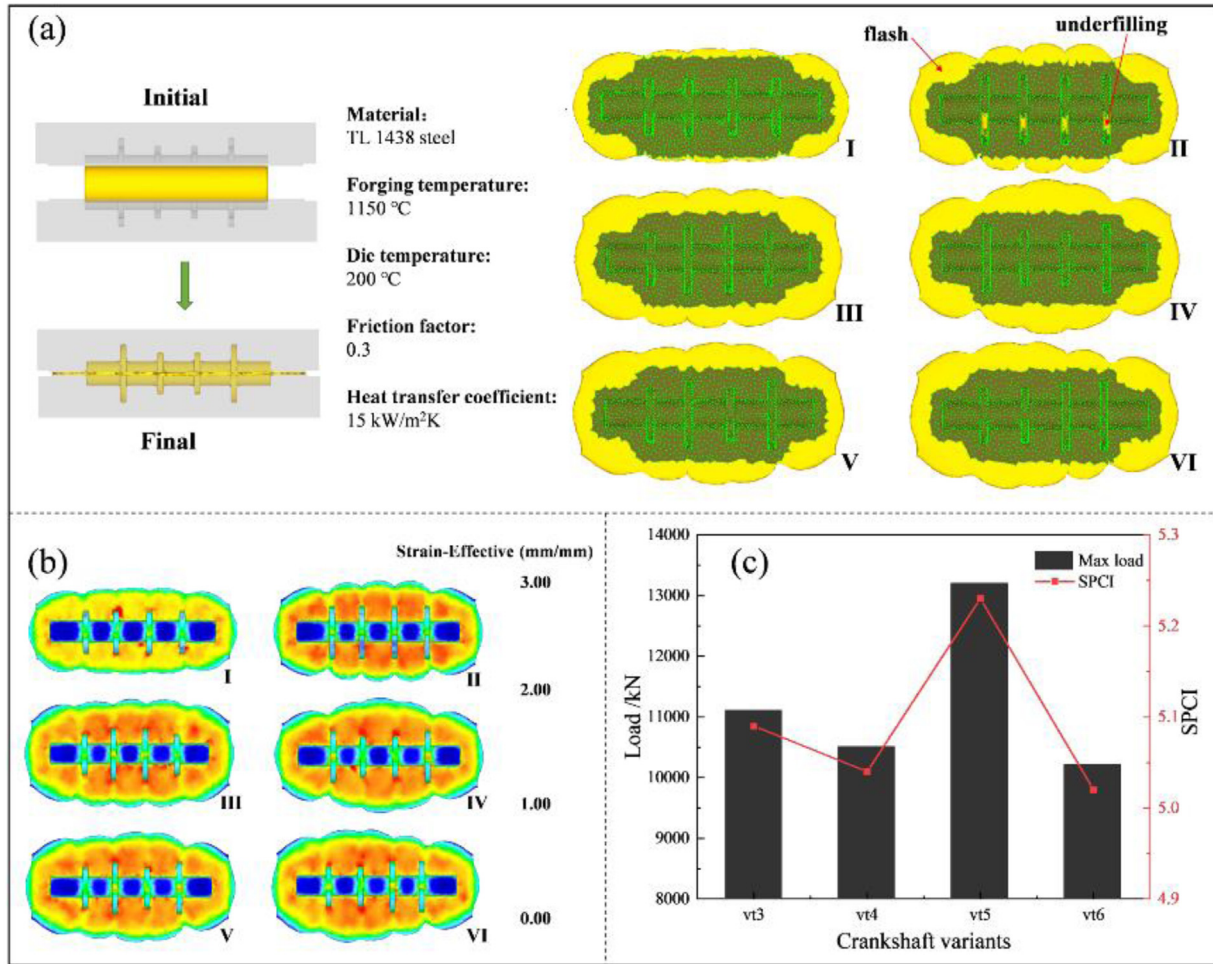 (a)
Initial
Final
Material:
TL 1438 steel
Forging temperature:
1150 ℃
Die temperature:
200 ℃
Friction factor:
0.3
Heat transfer coefficient:
15 kW/m²K
flash
underfilling
I
II
III
IV
V
VI
(b)
Strain-Effective (mm/mm)
3.00
2.00
1.00
0.00
I
II
III
IV
V
VI
(c)
Max load
SPCI
14000
13000
12000
11000
10000
9000
8000
Load /kN
5.3
5.2
5.1
5.0
4.9
SPCI
vt3
vt4
vt5
vt6
Crankshaft variants